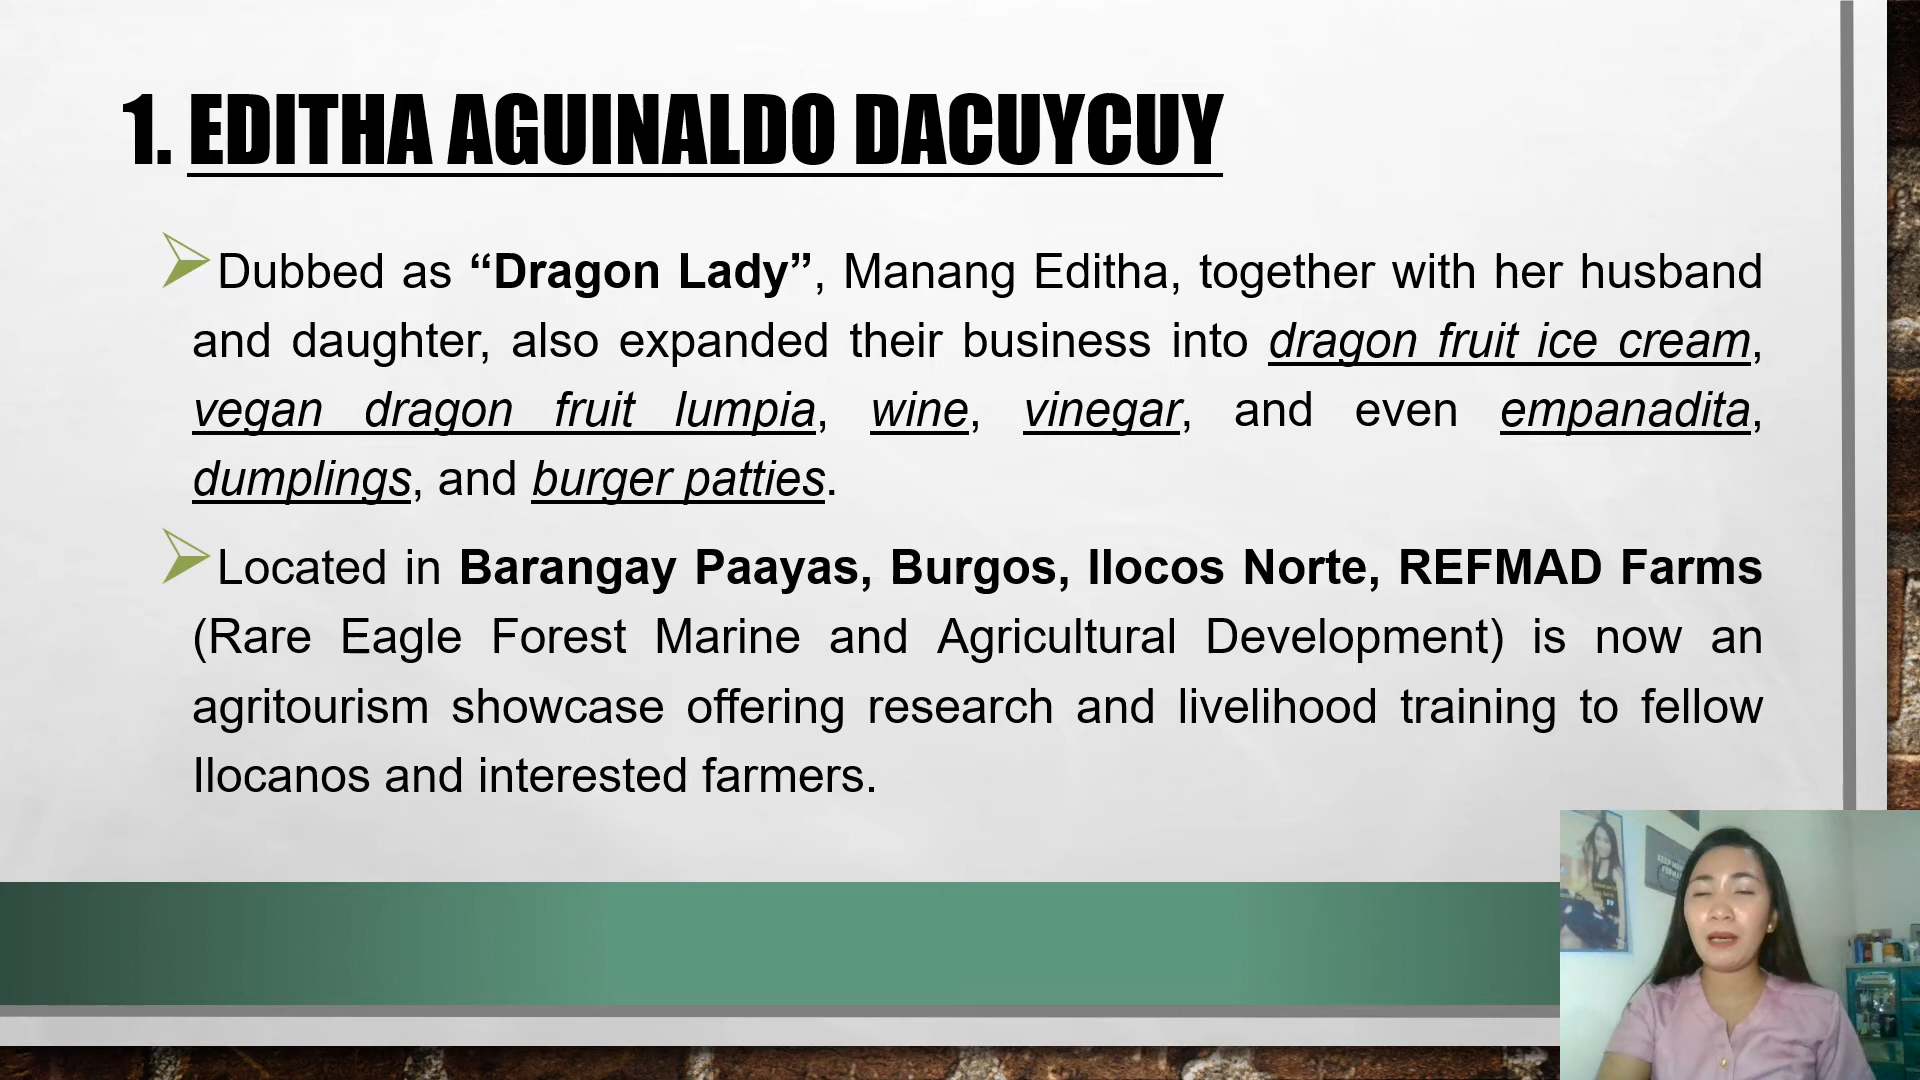 1. EDITHA AGUINALDO DACUYCUY
Dubbed as “Dragon Lady”, Manang Editha, together with her husband
and daughter, also expanded their business into dragon fruit ice cream,
vegan dragon fruit lumpia, wine, vinegar, and even empanadita,
dumplings, and burger patties.
Located in Barangay Paayas, Burgos, Ilocos Norte, REFMAD Farms
(Rare Eagle Forest Marine and Agricultural Development) is now an
agritourism showcase offering research and livelihood training to fellow
Ilocanos and interested farmers.
KEEP